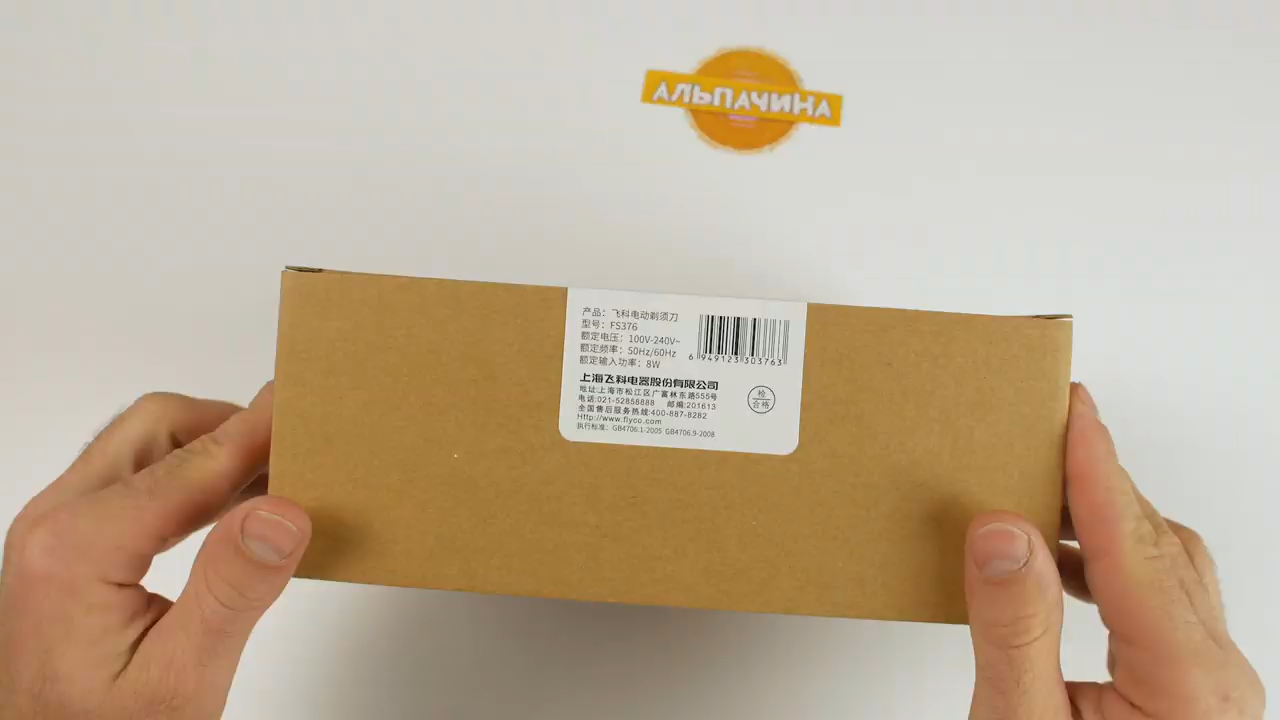 АЛЬПАЧИНА
产品：飞科电动剃须刀
型号：FS376
额定电压：100V-240V~
额定频率：50Hz/60Hz
额定输入功率：8W
6 949123 303763
上海飞科电器股份有限公司
地址:上海市松江区广富林东路555号
电话:021-52858888 邮编:201613
全国售后服务热线:400-887-8282
Http://www.flyco.com
执行标准：GB4706.1-2005 GB4706.9-2008
检
合格